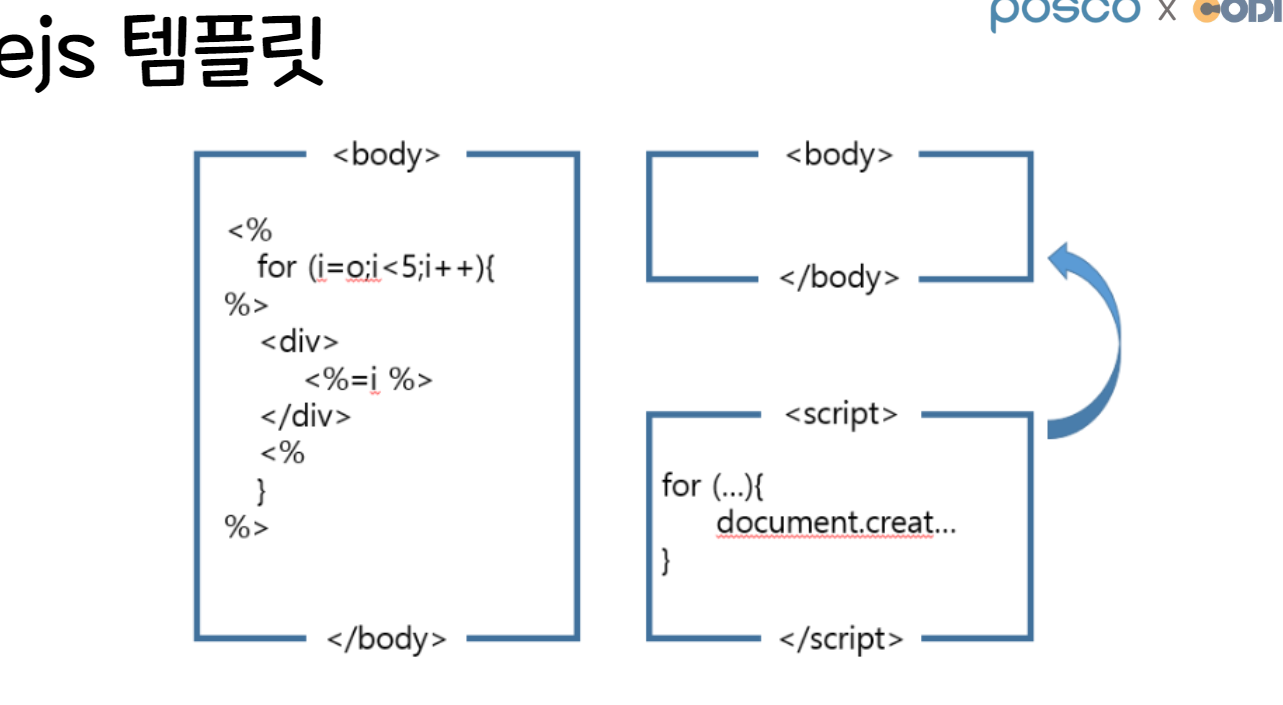 posco x CODI
ejs 템플릿
<body>
<%
for (i=o;i<5;i++){
%>
<div>
<%=i %>
</div>
<%
}
%>
</body>
<body>
</body>
<script>
for (...){
document.creat...
}
</script>